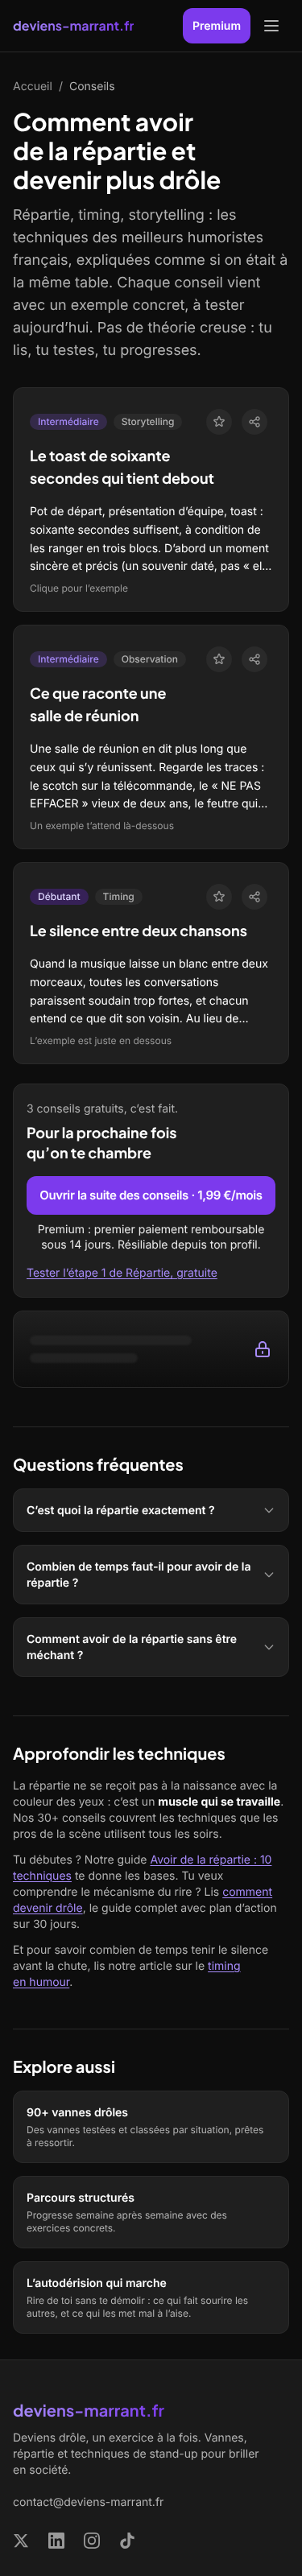 deviens-marrant.fr
Premium
Accueil / Conseils
Comment avoir
de la répartie et
devenir plus drôle
Répartie, timing, storytelling : les
techniques des meilleurs humoristes
français, expliquées comme si on était à
la même table. Chaque conseil vient
avec un exemple concret, à tester
aujourd’hui. Pas de théorie creuse : tu
lis, tu testes, tu progresses.
Intermédiaire Storytelling
Le toast de soixante
secondes qui tient debout
Pot de départ, présentation d’équipe, toast :
soixante secondes suffisent, à condition de
les ranger en trois blocs. D’abord un moment
sincère et précis (un souvenir daté, pas « el…
Clique pour l’exemple
Intermédiaire Observation
Ce que raconte une
salle de réunion
Une salle de réunion en dit plus long que
ceux qui s’y réunissent. Regarde les traces :
le scotch sur la télécommande, le « NE PAS
EFFACER » vieux de deux ans, le feutre qui…
Un exemple t’attend là-dessous
Débutant Timing
Le silence entre deux chansons
Quand la musique laisse un blanc entre deux
morceaux, toutes les conversations
paraissent soudain trop fortes, et chacun
entend ce que dit son voisin. Au lieu de…
L’exemple est juste en dessous
3 conseils gratuits, c’est fait.
Pour la prochaine fois
qu’on te chambre
Ouvrir la suite des conseils · 1,99 €/mois
Premium : premier paiement remboursable
sous 14 jours. Résiliable depuis ton profil.
Tester l’étape 1 de Répartie, gratuite
Questions fréquentes
C’est quoi la répartie exactement ?
Combien de temps faut-il pour avoir de la
répartie ?
Comment avoir de la répartie sans être
méchant ?
Approfondir les techniques
La répartie ne se reçoit pas à la naissance avec la
couleur des yeux : c’est un muscle qui se travaille.
Nos 30+ conseils couvrent les techniques que les
pros de la scène utilisent tous les soirs.
Tu débutes ? Notre guide Avoir de la répartie : 10
techniques te donne les bases. Tu veux
comprendre le mécanisme du rire ? Lis comment
devenir drôle, le guide complet avec plan d’action
sur 30 jours.
Et pour savoir combien de temps tenir le silence
avant la chute, lis notre article sur le timing
en humour.
Explore aussi
90+ vannes drôles
Des vannes testées et classées par situation, prêtes
à ressortir.
Parcours structurés
Progresse semaine après semaine avec des
exercices concrets.
L’autodérision qui marche
Rire de toi sans te démolir : ce qui fait sourire les
autres, et ce qui les met mal à l’aise.
deviens-marrant.fr
Deviens drôle, un exercice à la fois. Vannes,
répartie et techniques de stand-up pour briller
en société.
contact@deviens-marrant.fr